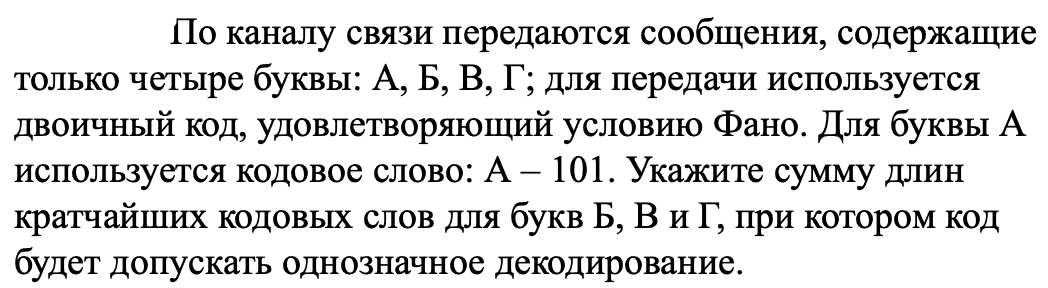 По каналу связи передаются сообщения, содержащие
только четыре буквы: А, Б, В, Г; для передачи используется
двоичный код, удовлетворяющий условию Фано. Для буквы А
используется кодовое слово: А – 101. Укажите сумму длин
кратчайших кодовых слов для букв Б, В и Г, при котором код
будет допускать однозначное декодирование.